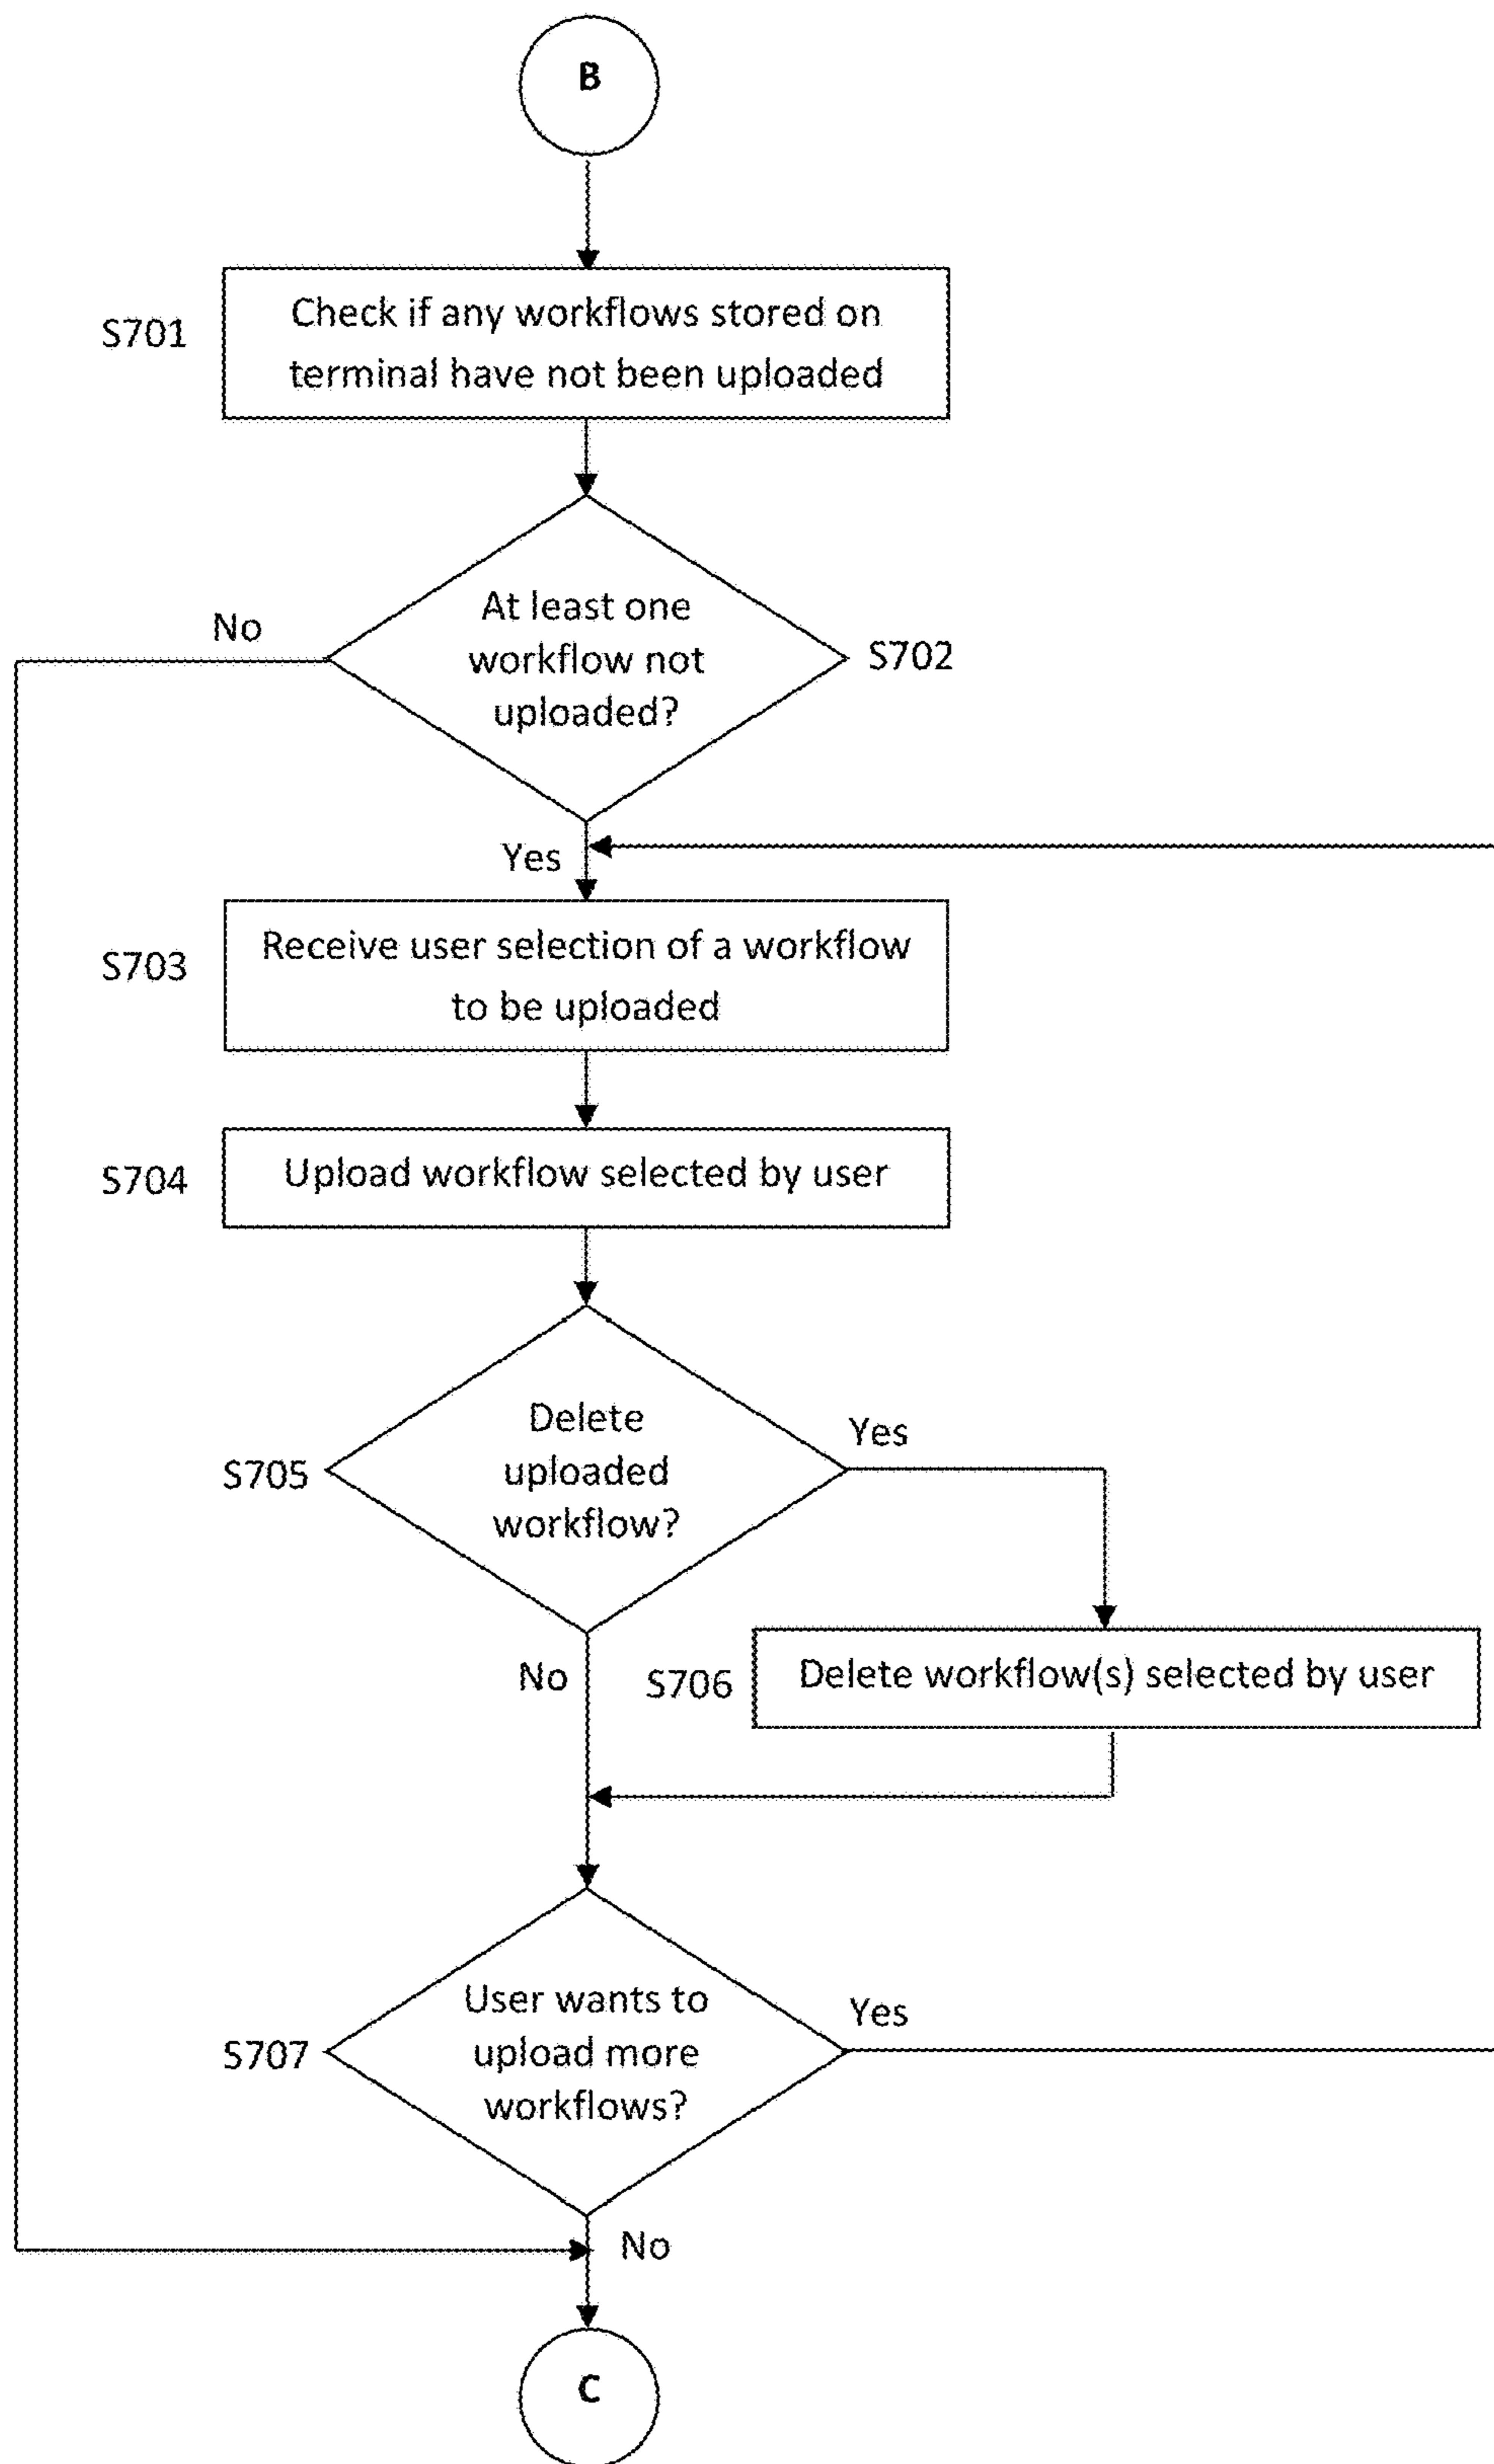 B
S701
Check if any workflows stored on
terminal have not been uploaded
No
At least one
workflow not
uploaded?
S702
Yes
S703
Receive user selection of a workflow
to be uploaded
S704
Upload workflow selected by user
S705
Delete
uploaded
workflow?
Yes
No
S706
Delete workflow(s) selected by user
S707
User wants to
upload more
workflows?
Yes
No
C